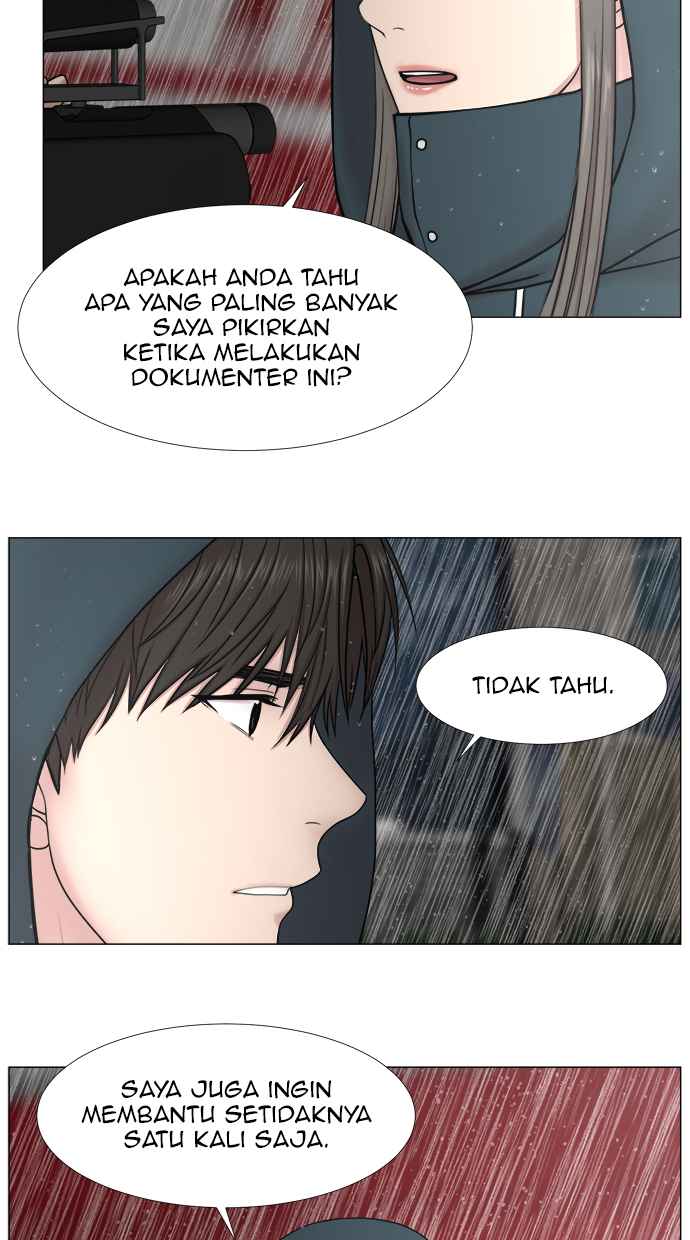 APAKAH ANDA TAHU
APA YANG PALING BANYAK
SAYA PIKIRKAN
KETIKA MELAKUKAN
DOKUMENTER INI?
TIDAK TAHU.
SAYA JUGA INGIN
MEMBANTU SETIDAKNYA
SATU KALI SAJA.